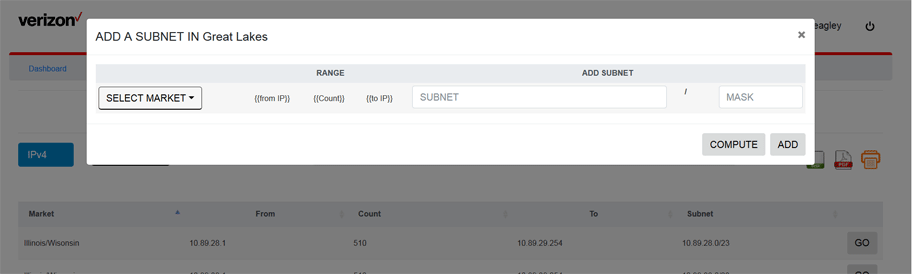 verizon✓
eagley
ADD A SUBNET IN Great Lakes
×
Dashboard
RANGE ADD SUBNET
SELECT MARKET {{from IP}} {{Count}} {{to IP}} SUBNET / MASK
COMPUTE ADD
IPv4
PDF
Market From Count To Subnet
Illinois/Wisonsin 10.89.28.1 510 10.89.29.254 10.89.28.0/23 GO